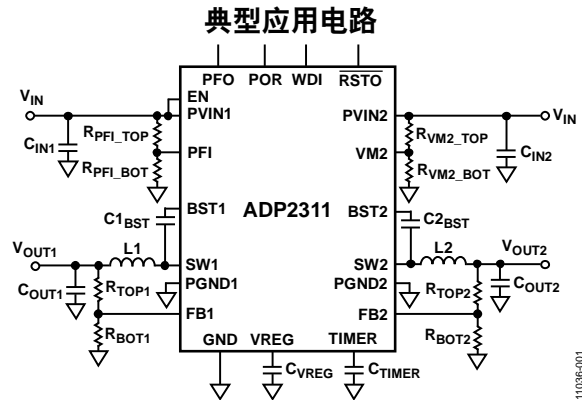 典型应用电路
PFO POR WDI RSTO
EN
VIN PVIN1 PVIN2 VIN
CIN1 RPFI_TOP RVM2_TOP CIN2
PFI VM2
RPFI_BOT RVM2_BOT
BST1 ADP2311 BST2
C1BST C2BST
VOUT1 L1 L2 VOUT2
SW1 SW2
COUT1 RTOP1 PGND1 PGND2 RTOP2 COUT2
FB1 FB2
RBOT1 RBOT2
GND VREG TIMER
CVREG CTIMER
11036-001